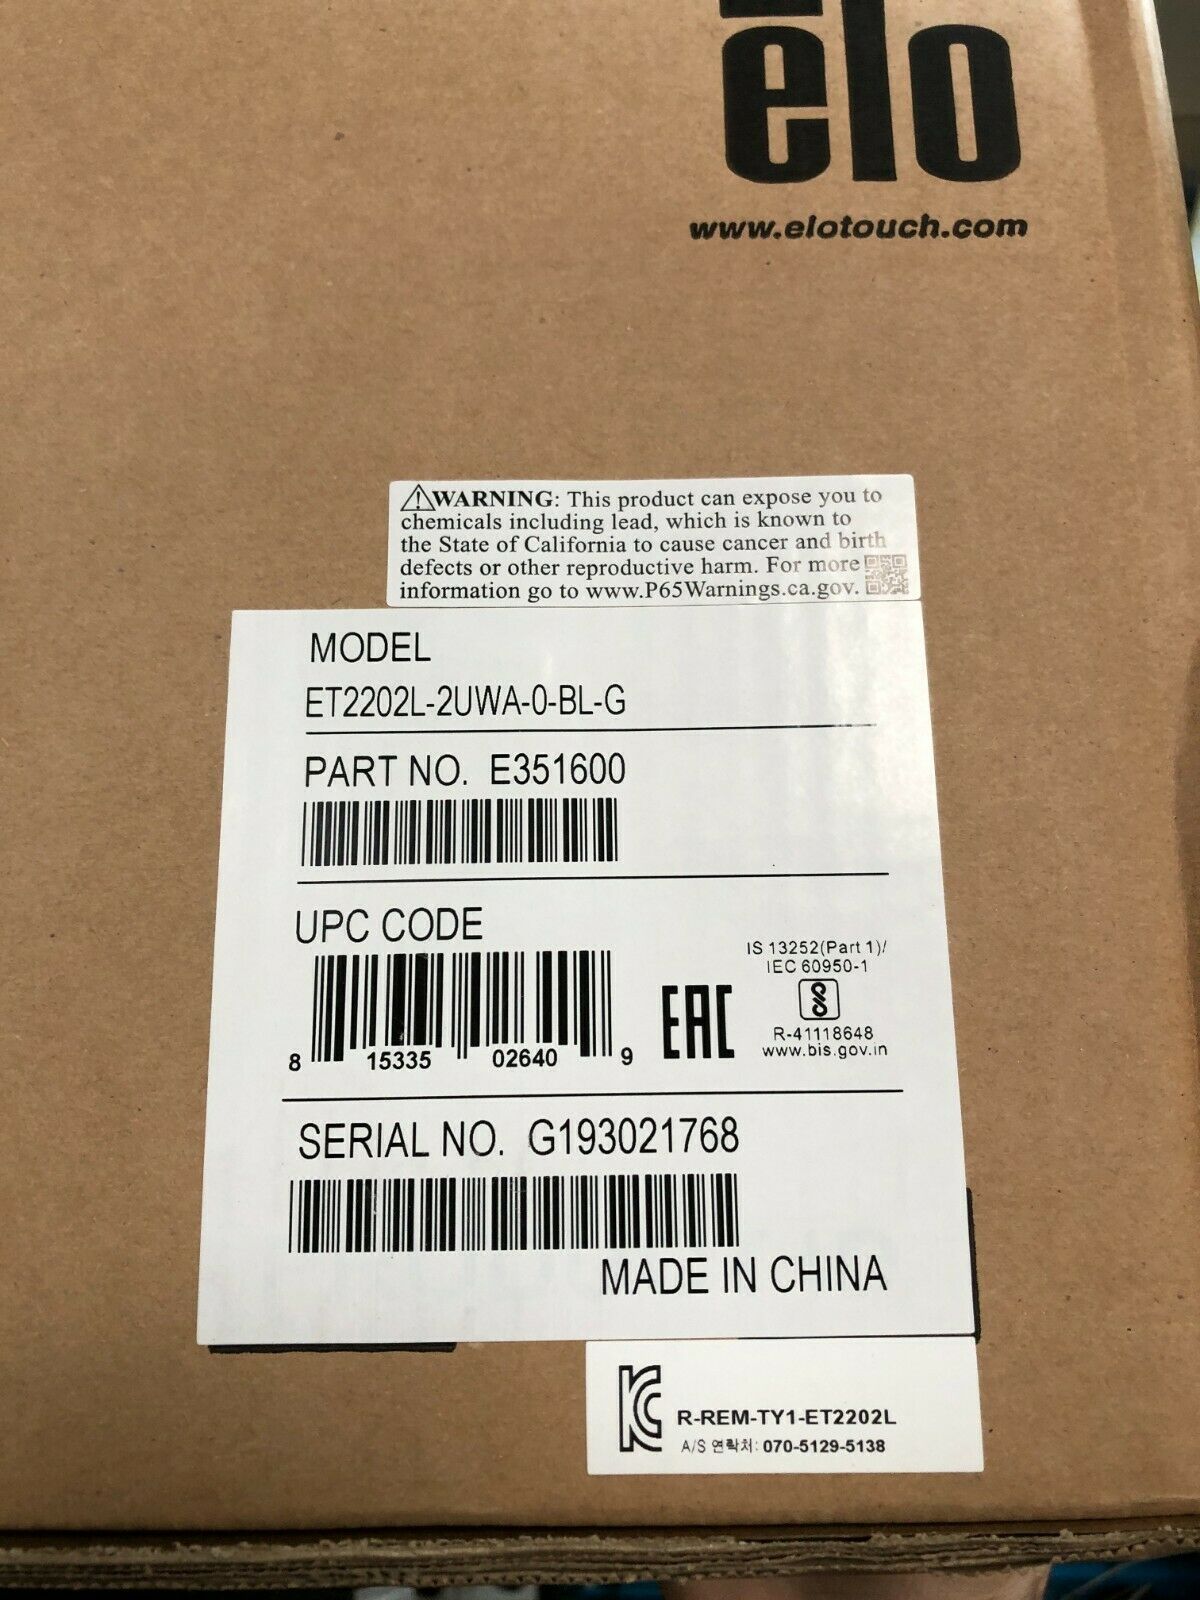 elo
www.elotouch.com
WARNING: This product can expose you to
chemicals including lead, which is known to
the State of California to cause cancer and birth
defects or other reproductive harm. For more
information go to www.P65Warnings.ca.gov.
MODEL
ET2202L-2UWA-0-BL-G
PART NO. E351600
UPC CODE
8 15335 02640 9
EAC
IS 13252(Part 1)/
IEC 60950-1
R-41118648
www.bis.gov.in
SERIAL NO. G193021768
MADE IN CHINA
R-REM-TY1-ET2202L
A/S 연락처: 070-5129-5138